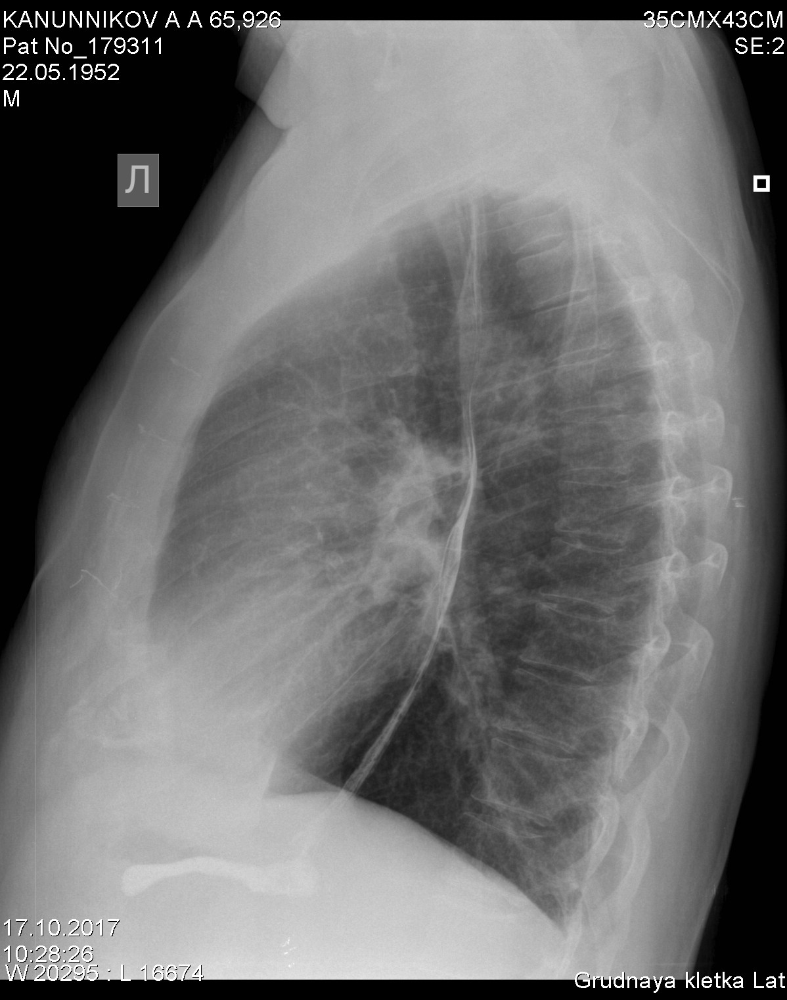 KANUNNIKOV A A 65,926
35CMX43CM
Pat No_179311
SE:2
22.05.1952
M
Л
17.10.2017
10:28:26
W 20295 : L 16674
Grudnaya kletka Lat